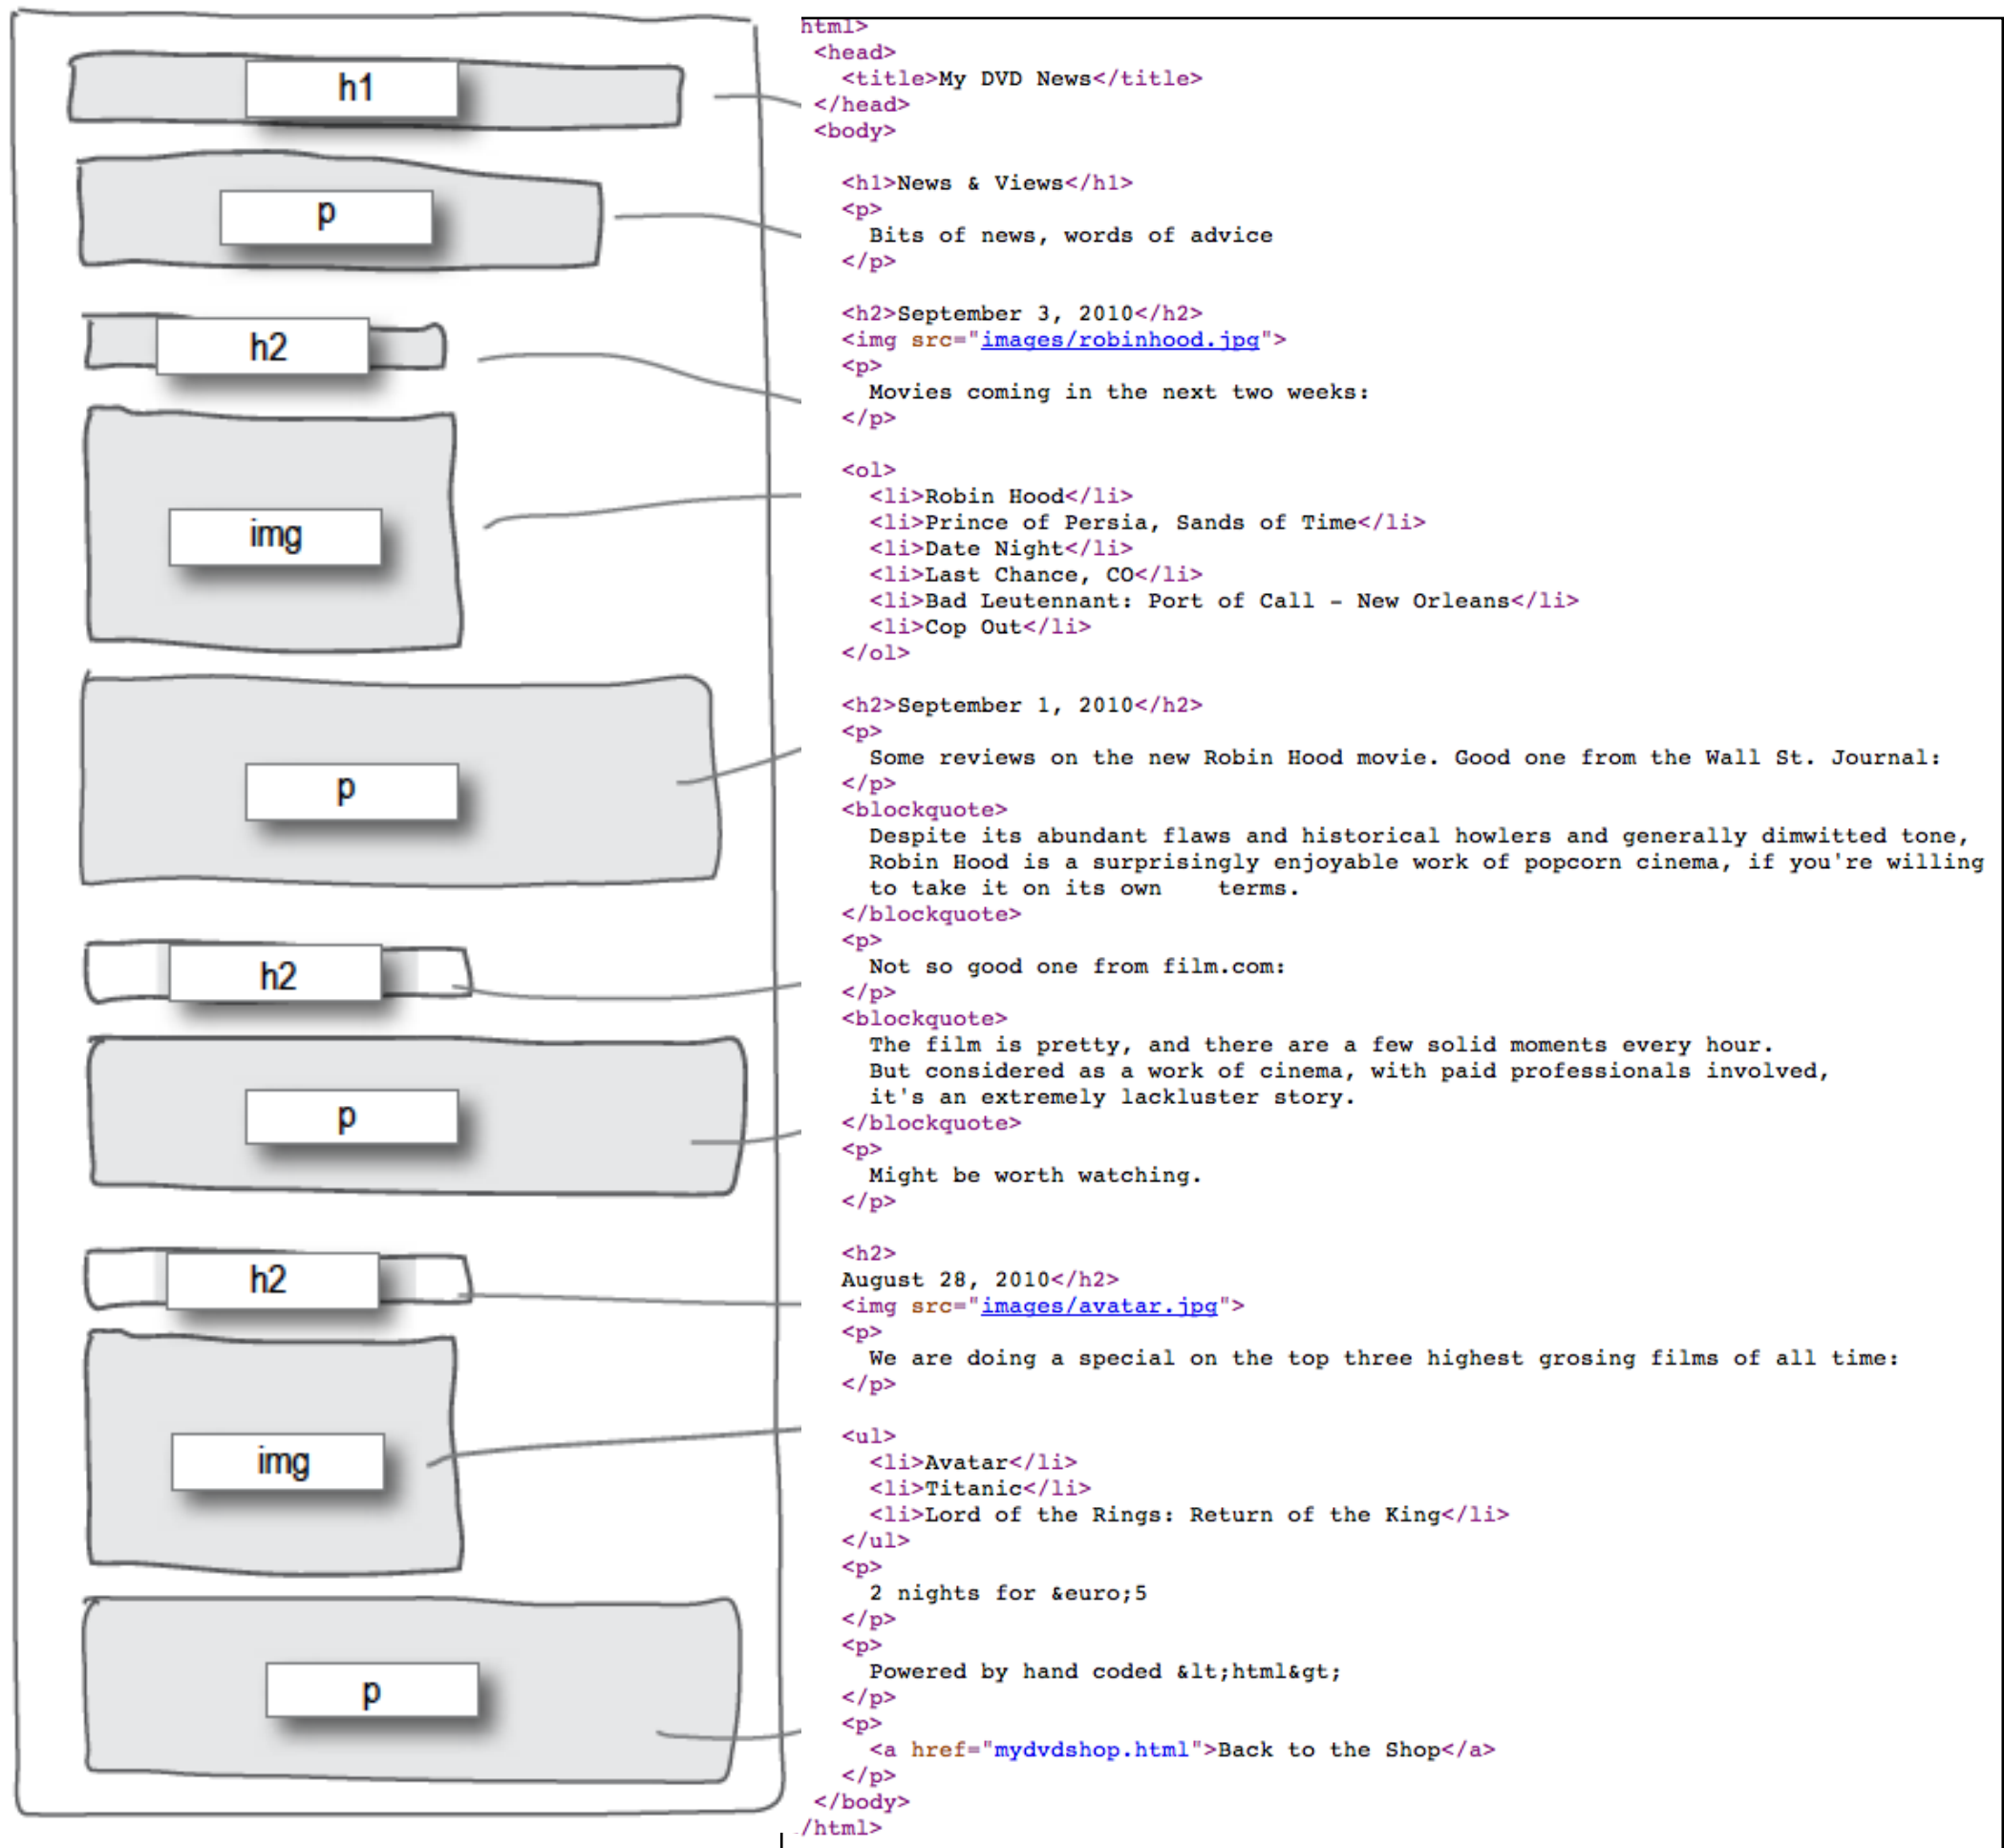 h1
p
h2
img
p
h2
p
h2
img
p
html>
<head>
<title>My DVD News</title>
</head>
<body>
<h1>News & Views</h1>
<p>
Bits of news, words of advice
</p>
<h2>September 3, 2010</h2>
<img src="images/robinhood.jpg">
<p>
Movies coming in the next two weeks:
</p>
<ol>
<li>Robin Hood</li>
<li>Prince of Persia, Sands of Time</li>
<li>Date Night</li>
<li>Last Chance, CO</li>
<li>Bad Leutennant: Port of Call – New Orleans</li>
<li>Cop Out</li>
</ol>
<h2>September 1, 2010</h2>
<p>
Some reviews on the new Robin Hood movie. Good one from the Wall St. Journal:
</p>
<blockquote>
Despite its abundant flaws and historical howlers and generally dimwitted tone,
Robin Hood is a surprisingly enjoyable work of popcorn cinema, if you're willing
to take it on its own    terms.
</blockquote>
<p>
Not so good one from film.com:
</p>
<blockquote>
The film is pretty, and there are a few solid moments every hour.
But considered as a work of cinema, with paid professionals involved,
it's an extremely lackluster story.
</blockquote>
<p>
Might be worth watching.
</p>
<h2>
August 28, 2010</h2>
<img src="images/avatar.jpg">
<p>
We are doing a special on the top three highest grosing films of all time:
</p>
<ul>
<li>Avatar</li>
<li>Titanic</li>
<li>Lord of the Rings: Return of the King</li>
</ul>
<p>
2 nights for &euro;5
</p>
<p>
Powered by hand coded &lt;html&gt;
</p>
<p>
<a href="mydvdshop.html">Back to the Shop</a>
</p>
</body>
/html>